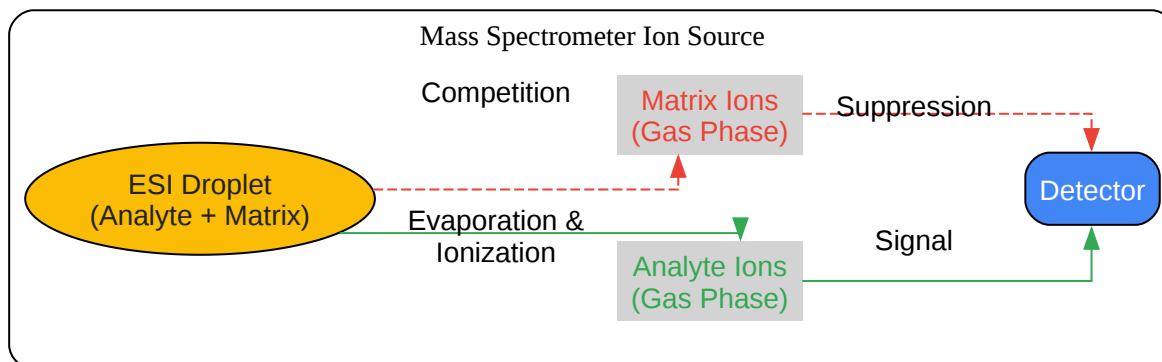 Mass Spectrometer Ion Source
Competition
Matrix Ions
(Gas Phase)
Suppression
ESI Droplet
(Analyte + Matrix)
Detector
Evaporation &
Ionization
Analyte Ions
(Gas Phase)
Signal